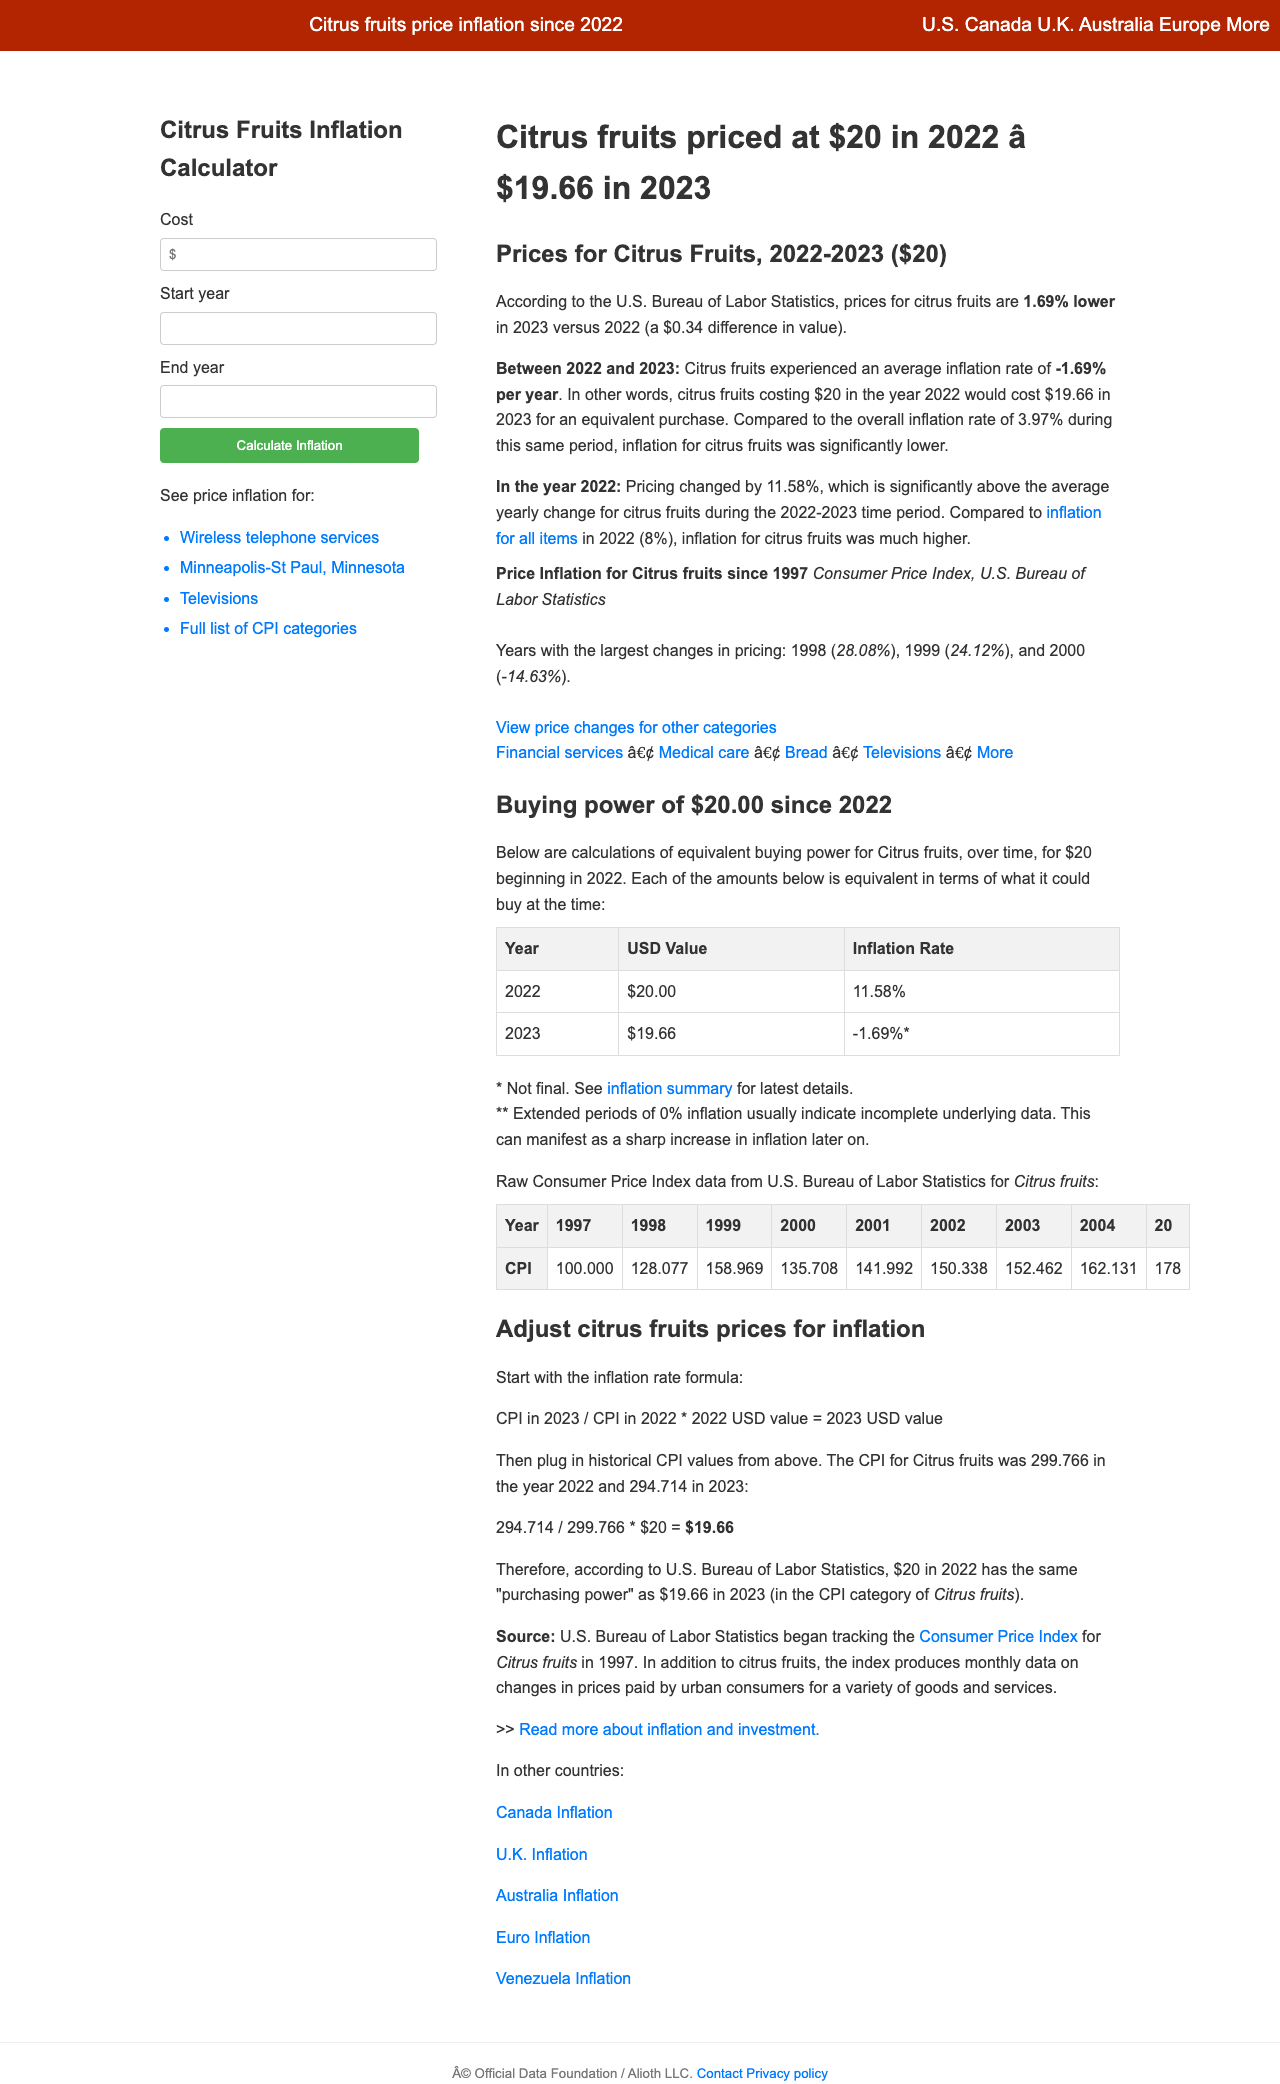 Citrus fruits price inflation since 2022
U.S. Canada U.K. Australia Europe More
Citrus Fruits Inflation
Calculator
Cost
$
Start year
End year
Calculate Inflation
See price inflation for:
• Wireless telephone services
• Minneapolis-St Paul, Minnesota
• Televisions
• Full list of CPI categories
Citrus fruits priced at $20 in 2022 â
$19.66 in 2023
Prices for Citrus Fruits, 2022-2023 ($20)
According to the U.S. Bureau of Labor Statistics, prices for citrus fruits are 1.69% lower
in 2023 versus 2022 (a $0.34 difference in value).
Between 2022 and 2023: Citrus fruits experienced an average inflation rate of -1.69%
per year. In other words, citrus fruits costing $20 in the year 2022 would cost $19.66 in
2023 for an equivalent purchase. Compared to the overall inflation rate of 3.97% during
this same period, inflation for citrus fruits was significantly lower.
In the year 2022: Pricing changed by 11.58%, which is significantly above the average
yearly change for citrus fruits during the 2022-2023 time period. Compared to inflation
for all items in 2022 (8%), inflation for citrus fruits was much higher.
Price Inflation for Citrus fruits since 1997 Consumer Price Index, U.S. Bureau of
Labor Statistics
Years with the largest changes in pricing: 1998 (28.08%), 1999 (24.12%), and 2000
(-14.63%).
View price changes for other categories
Financial services â€¢ Medical care â€¢ Bread â€¢ Televisions â€¢ More
Buying power of $20.00 since 2022
Below are calculations of equivalent buying power for Citrus fruits, over time, for $20
beginning in 2022. Each of the amounts below is equivalent in terms of what it could
buy at the time:
Year USD Value Inflation Rate
2022 $20.00 11.58%
2023 $19.66 -1.69%*
* Not final. See inflation summary for latest details.
** Extended periods of 0% inflation usually indicate incomplete underlying data. This
can manifest as a sharp increase in inflation later on.
Raw Consumer Price Index data from U.S. Bureau of Labor Statistics for Citrus fruits:
Year 1997 1998 1999 2000 2001 2002 2003 2004 20
CPI 100.000 128.077 158.969 135.708 141.992 150.338 152.462 162.131 178
Adjust citrus fruits prices for inflation
Start with the inflation rate formula:
CPI in 2023 / CPI in 2022 * 2022 USD value = 2023 USD value
Then plug in historical CPI values from above. The CPI for Citrus fruits was 299.766 in
the year 2022 and 294.714 in 2023:
294.714 / 299.766 * $20 = $19.66
Therefore, according to U.S. Bureau of Labor Statistics, $20 in 2022 has the same
"purchasing power" as $19.66 in 2023 (in the CPI category of Citrus fruits).
Source: U.S. Bureau of Labor Statistics began tracking the Consumer Price Index for
Citrus fruits in 1997. In addition to citrus fruits, the index produces monthly data on
changes in prices paid by urban consumers for a variety of goods and services.
>> Read more about inflation and investment.
In other countries:
Canada Inflation
U.K. Inflation
Australia Inflation
Euro Inflation
Venezuela Inflation
Â© Official Data Foundation / Alioth LLC. Contact Privacy policy